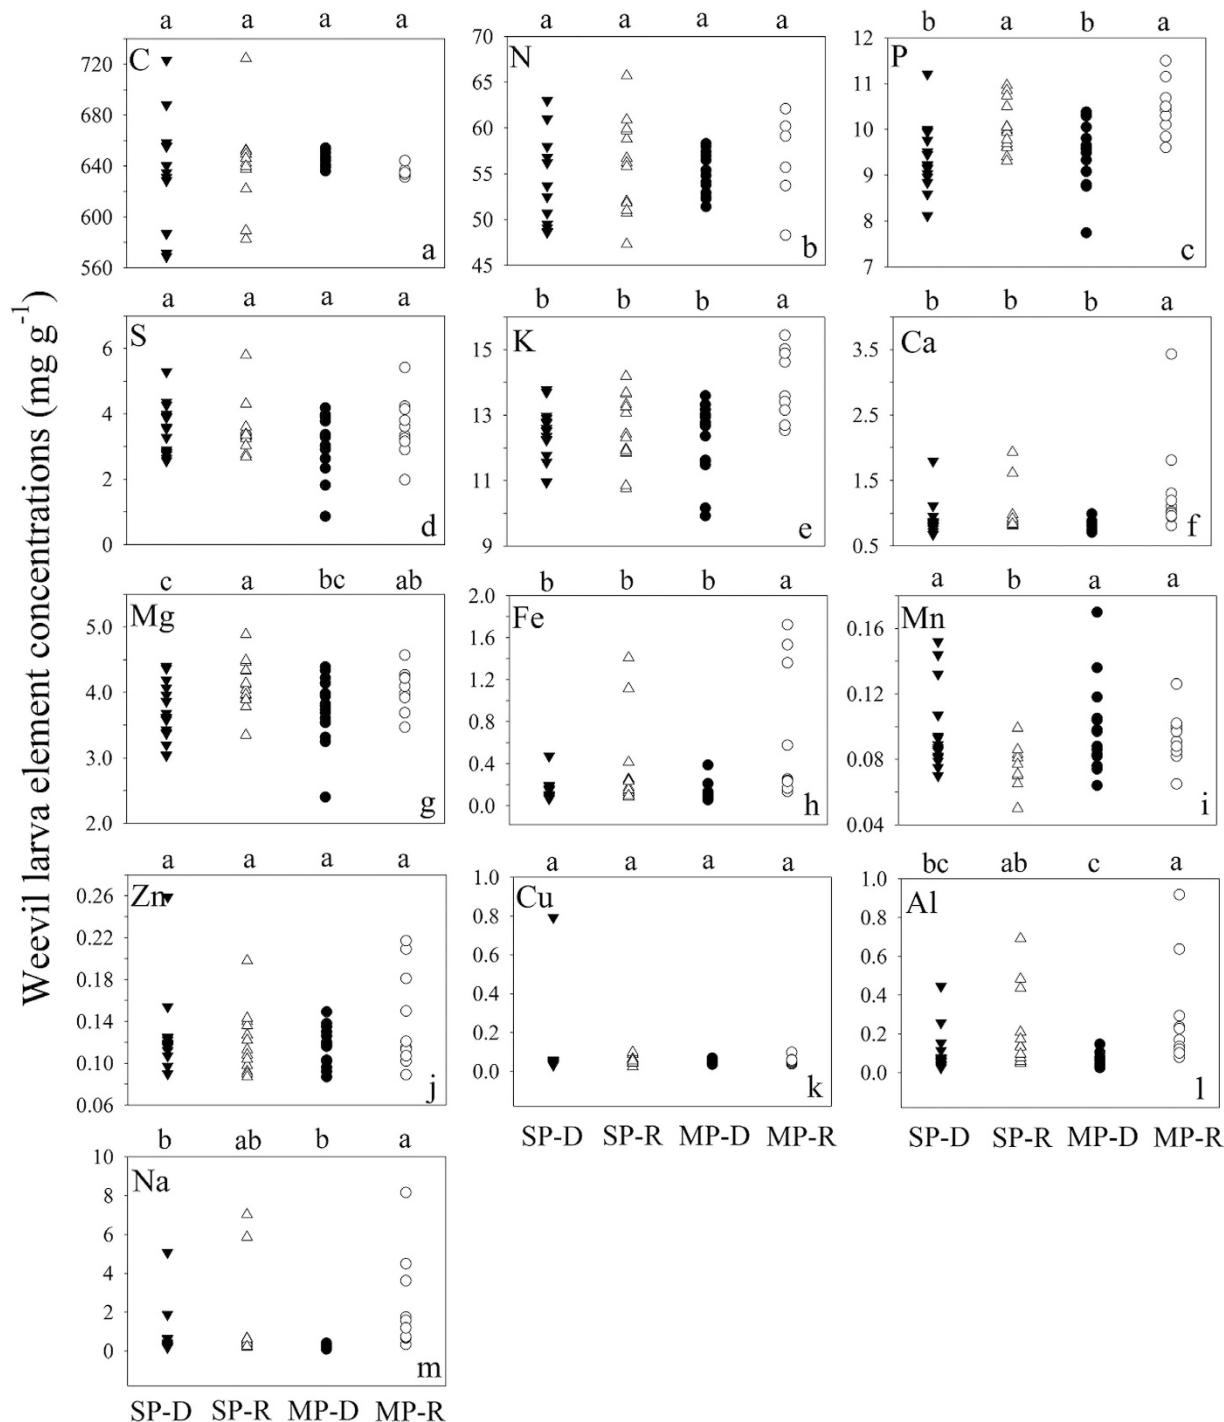 a a a a a a a a b a b a
C N P
720 70 12
680 65 11
640 60 10
600 55 9
560 50 8
45 7
a b c
a a a a b b b a b b b a
S K Ca
6 15 3.5
4 13 2.5
2 11 1.5
0 9 0.5
d e f
c a bc ab b b b a a b a a
Mg Fe Mn
5.0 2.0 0.16
4.0 1.6 0.12
3.0 1.2 0.08
2.0 0.8 0.04
0.4
0.0
g h i
a a a a a a a a bc ab c a
Zn Cu Al
0.26 1.0 1.0
0.22 0.8 0.8
0.18 0.6 0.6
0.14 0.4 0.4
0.10 0.2 0.2
0.06 0.0 0.0
j k l
SP-D SP-R MP-D MP-R SP-D SP-R MP-D MP-R
b ab b a
Na
10
8
6
4
2
0
m
SP-D SP-R MP-D MP-R
Weevil larva element concentrations (mg g⁻¹)